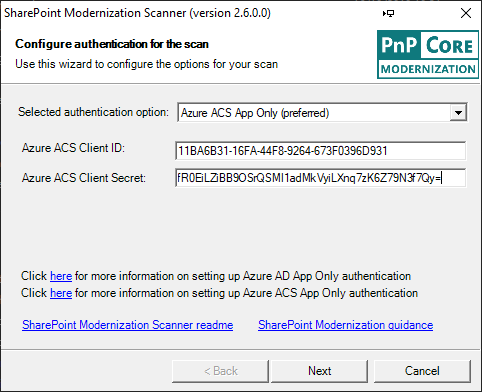 SharePoint Modernization Scanner (version 2.6.0.0)
Configure authentication for the scan
Use this wizard to configure the options for your scan
PnP CORE
MODERNIZATION
Selected authentication option: Azure ACS App Only (preferred)
Azure ACS Client ID: 11BA6B31-16FA-44F8-9264-673F0396D931
Azure ACS Client Secret: fR0EiLZiBB9OSrQSMI1adMkVyiLXnq7zK6Z79N3f7Qy=
Click here for more information on setting up Azure AD App Only authentication
Click here for more information on setting up Azure ACS App Only authentication
SharePoint Modernization Scanner readme SharePoint Modernization guidance
< Back Next Cancel